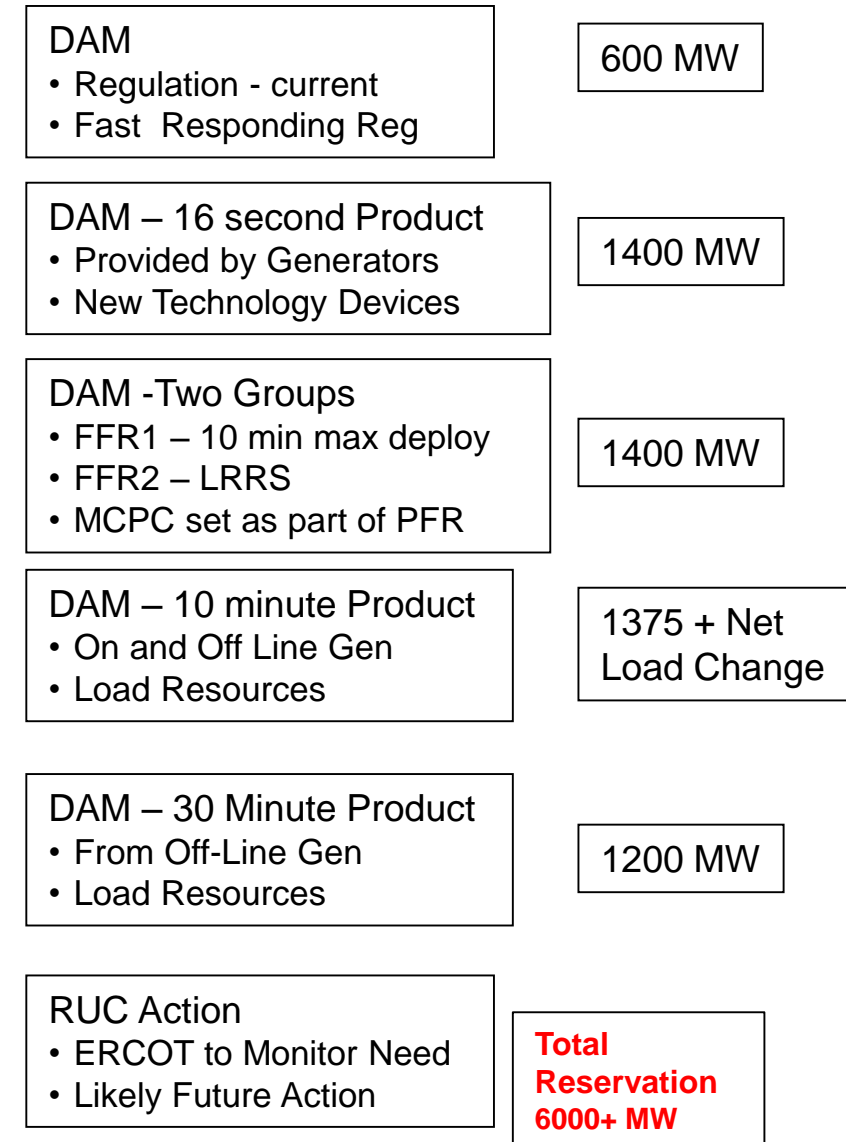 DAM
• Regulation - current
• Fast  Responding Reg
600 MW
DAM – 16 second Product
• Provided by Generators
• New Technology Devices
1400 MW
DAM -Two Groups
• FFR1 – 10 min max deploy
• FFR2 – LRRS
• MCPC set as part of PFR
1400 MW
DAM – 10 minute Product
• On and Off Line Gen
• Load Resources
1375 + Net
Load Change
DAM – 30 Minute Product
• From Off-Line Gen
• Load Resources
1200 MW
RUC Action
• ERCOT to Monitor Need
• Likely Future Action
Total
Reservation
6000+ MW